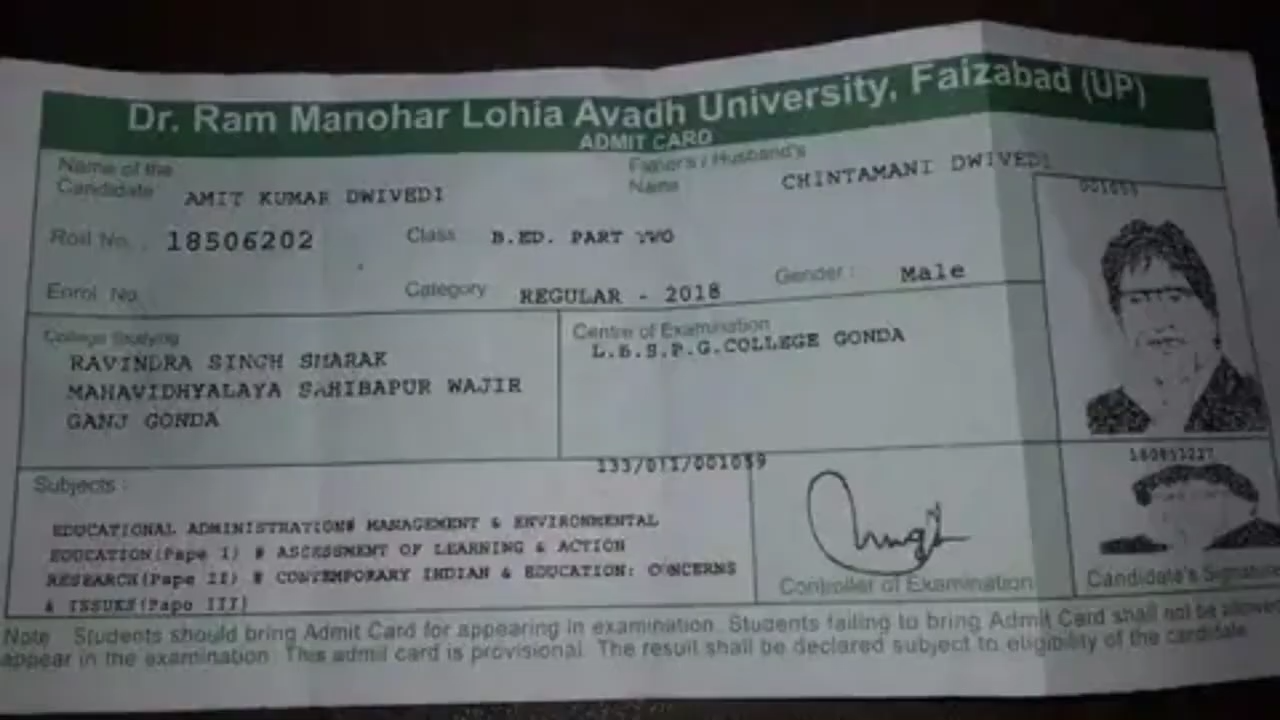 Dr. Ram Manohar Lohia Avadh University, Faizabad (UP)
ADMIT CARD
Name of the Candidate AMIT KUMAR DWIVEDI
Father's / Husband's Name CHINTAMANI DWIVEDI
Roll No. : 18506202 Class B.ED. PART TWO
Enrol. No. Category REGULAR - 2018 Gender : Male
College Studying
RAVINDRA SINGH SMARAK
MAHAVIDHYALAYA SAHIBAPUR WAJIR
GANJ GONDA
Centre of Examination
L.B.S.P.G.COLLEGE GONDA
001059
133/011/001059
Subjects :
EDUCATIONAL ADMINISTRATION# MANAGEMENT & ENVIRONMENTAL
EDUCATION(Pape I) # ASSESSMENT OF LEARNING & ACTION
RESEARCH(Pape II) # CONTEMPORARY INDIAN & EDUCATION: CONCERNS
& ISSUES(Pape III)
Controller of Examination
Candidate's Signature
Note : Students should bring Admit Card for appearing in examination. Students failing to bring Admit Card shall not be allowed
appear in the examination. This admit card is provisional. The result shall be declared subject to eligibility of the candidate